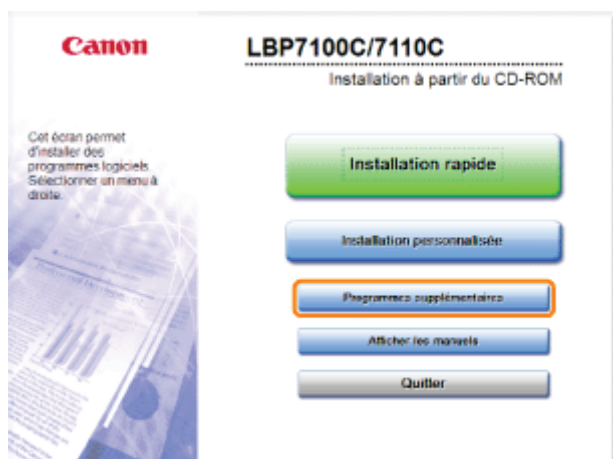 Canon
LBP7100C/7110C
Installation à partir du CD-ROM
Cet écran permet
d'installer des
programmes logiciels.
Sélectionner un menu à
droite.
Installation rapide
Installation personnalisée
Programmes supplémentaires
Afficher les manuels
Quitter